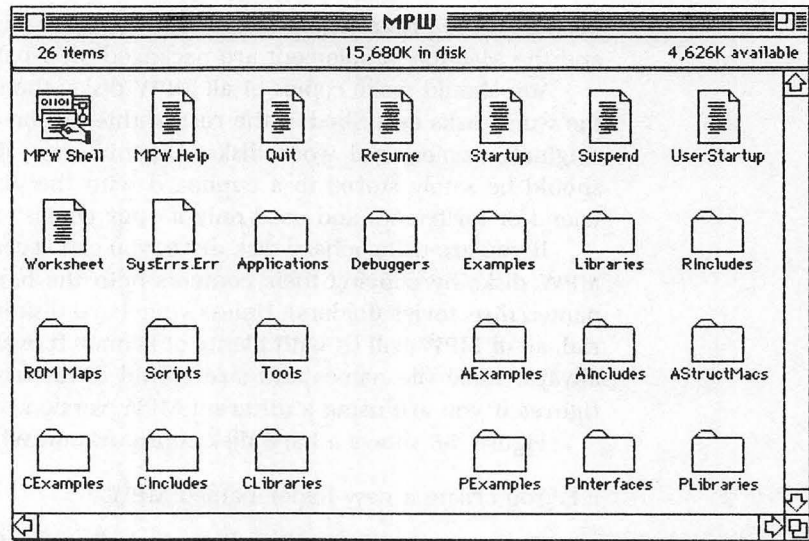 MPW
26 items 15,680K in disk 4,626K available
MPW Shell MPW.Help Quit Resume Startup Suspend UserStartup
Worksheet SysErrs.Err Applications Debuggers Examples Libraries RIncludes
ROM Maps Scripts Tools AExamples AIncludes AStructMacs
CExamples CIncludes CLibraries PExamples PInterfaces PLibraries